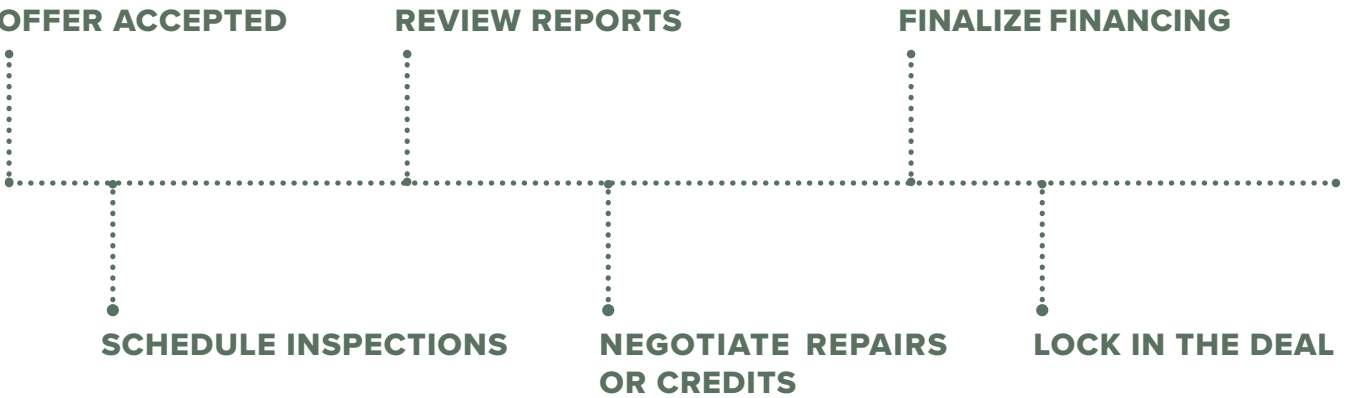 OFFER ACCEPTED
REVIEW REPORTS
FINALIZE FINANCING
SCHEDULE INSPECTIONS
NEGOTIATE REPAIRS
OR CREDITS
LOCK IN THE DEAL